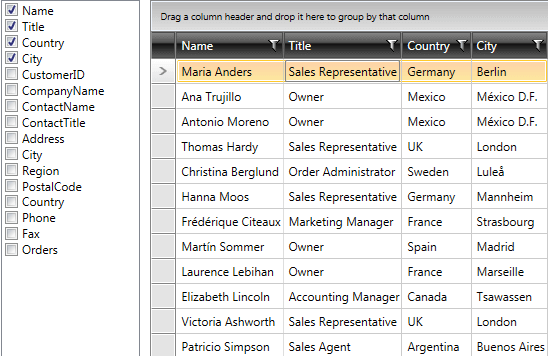 Name
Title
Country
City
CustomerID
CompanyName
ContactName
ContactTitle
Address
City
Region
PostalCode
Country
Phone
Fax
Orders
Drag a column header and drop it here to group by that column
Name Title Country City
Maria Anders Sales Representative Germany Berlin
Ana Trujillo Owner Mexico México D.F.
Antonio Moreno Owner Mexico México D.F.
Thomas Hardy Sales Representative UK London
Christina Berglund Order Administrator Sweden Luleå
Hanna Moos Sales Representative Germany Mannheim
Frédérique Citeaux Marketing Manager France Strasbourg
Martín Sommer Owner Spain Madrid
Laurence Lebihan Owner France Marseille
Elizabeth Lincoln Accounting Manager Canada Tsawassen
Victoria Ashworth Sales Representative UK London
Patricio Simpson Sales Agent Argentina Buenos Aires